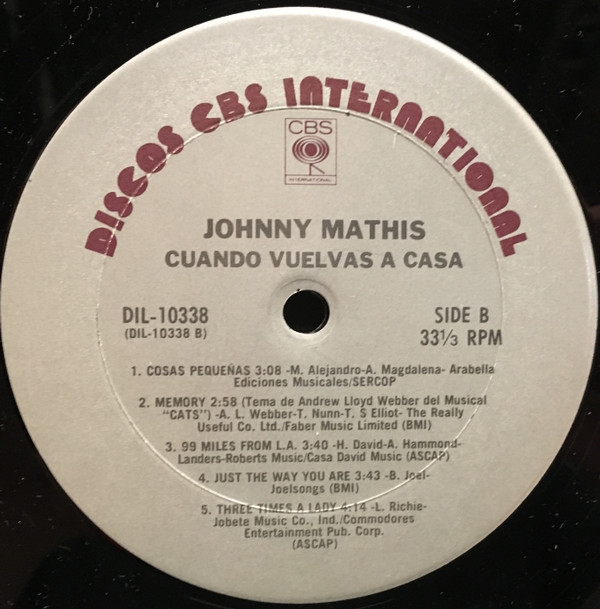 DISCOS CBS INTERNATIONAL
CBS
INTERNATIONAL
JOHNNY MATHIS
CUANDO VUELVAS A CASA
DIL-10338
(DIL-10338 B)
SIDE B
33⅓ RPM
1. COSAS PEQUEÑAS 3:08 -M. Alejandro-A. Magdalena- Arabella
Ediciones Musicales/SERCOP
2. MEMORY 2:58 (Tema de Andrew Lloyd Webber del Musical
"CATS") -A. L. Webber-T. Nunn-T. S Elliot- The Really
Useful Co. Ltd./Faber Music Limited (BMI)
3. 99 MILES FROM L.A. 3:40 -H. David-A. Hammond-
Landers-Roberts Music/Casa David Music (ASCAP)
4. JUST THE WAY YOU ARE 3:43 -B. Joel-
Joelsongs (BMI)
5. THREE TIMES A LADY 4:14 -L. Richie-
Jobete Music Co., Ind./Commodores
Entertainment Pub. Corp.
(ASCAP)